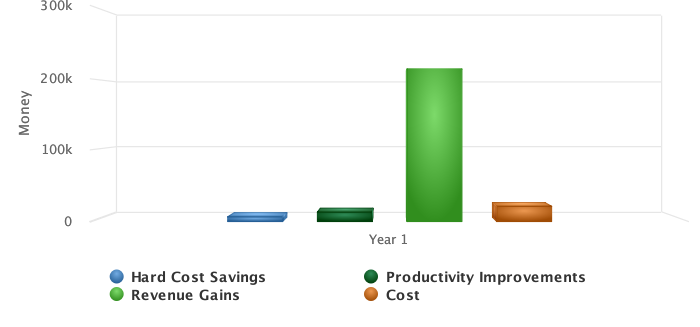 300k
200k
100k
0
Money
Year 1
Hard Cost Savings
Productivity Improvements
Revenue Gains
Cost